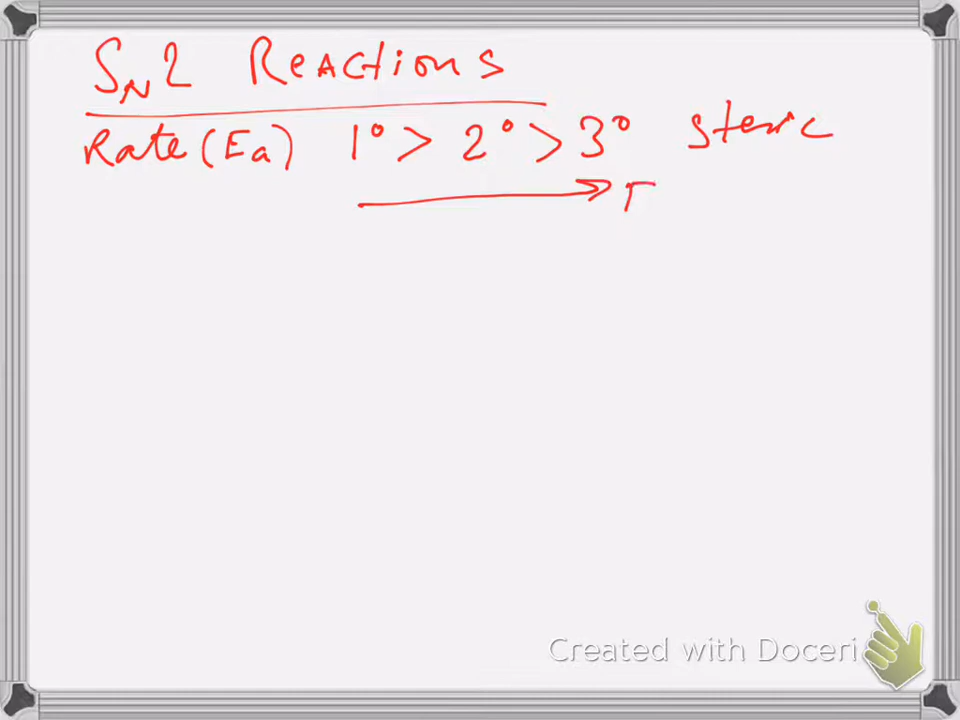 SN2 Reactions
Rate (Ea) 1° > 2° > 3° steric
Created with Doceri